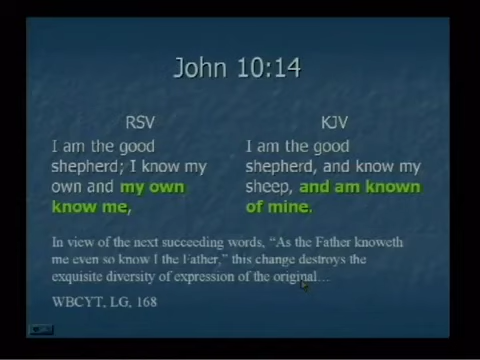 John 10:14
RSV
I am the good
shepherd; I know my
own and my own
know me,
KJV
I am the good
shepherd, and know my
sheep, and am known
of mine.
In view of the next succeeding words, “As the Father knoweth
me even so know I the Father,” this change destroys the
exquisite diversity of expression of the original…
WBCYT, LG, 168